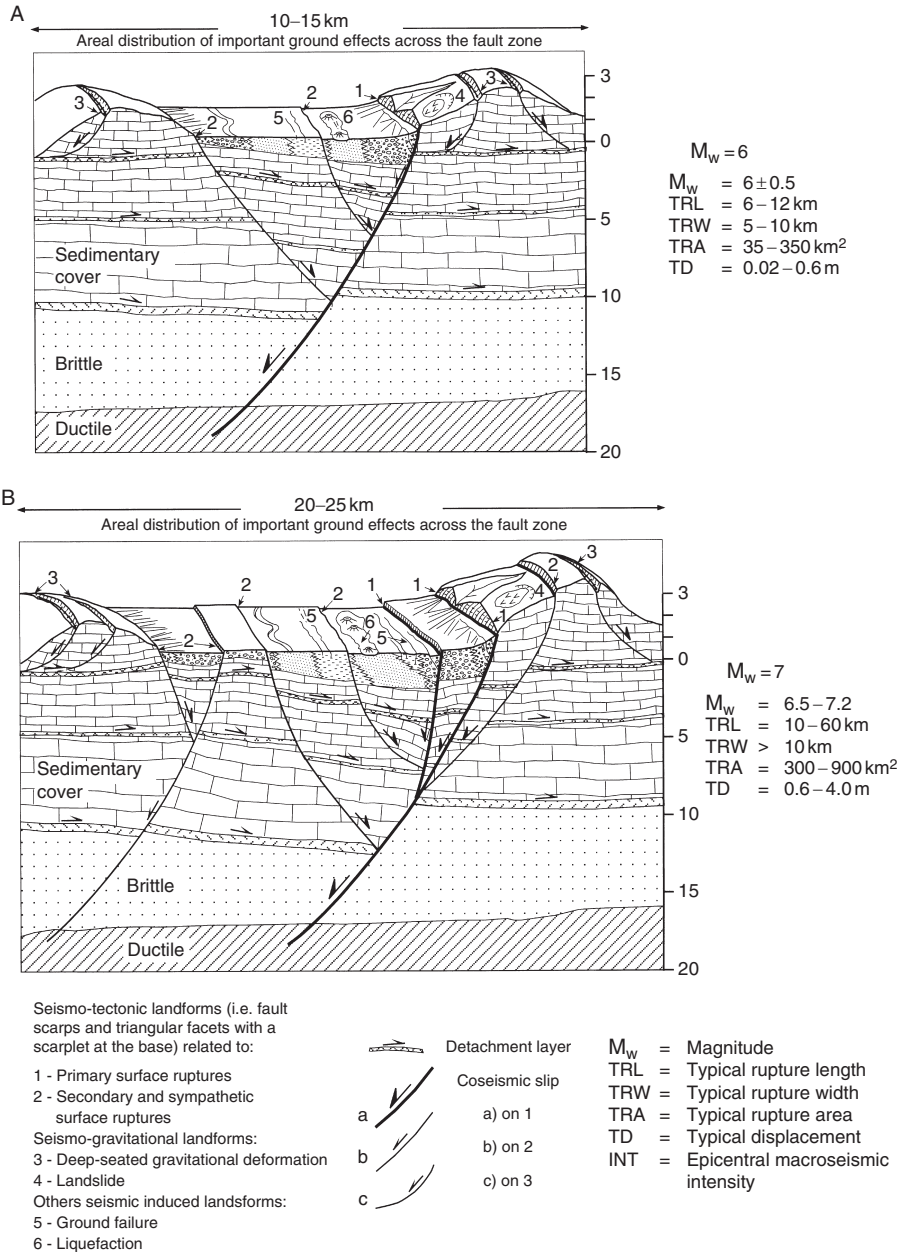 A
10–15 km
Areal distribution of important ground effects across the fault zone
3
2
1
3
5
6
4
2
3
0
5
10
15
20
Sedimentary
cover
Brittle
Ductile
Mw = 6
Mw = 6 ± 0.5
TRL = 6 – 12 km
TRW = 5 – 10 km
TRA = 35 – 350 km²
TD = 0.02 – 0.6 m
B
20–25 km
Areal distribution of important ground effects across the fault zone
3
2
2
1
1
2
3
4
5
6
5
1
2
3
0
5
10
15
20
Sedimentary
cover
Brittle
Ductile
Mw = 7
Mw = 6.5 – 7.2
TRL = 10 – 60 km
TRW > 10 km
TRA = 300 – 900 km²
TD = 0.6 – 4.0 m
Seismo-tectonic landforms (i.e. fault
scarps and triangular facets with a
scarplet at the base) related to:
1 - Primary surface ruptures
2 - Secondary and sympathetic
surface ruptures
Seismo-gravitational landforms:
3 - Deep-seated gravitational deformation
4 - Landslide
Others seismic induced landsforms:
5 - Ground failure
6 - Liquefaction
Detachment layer
Coseismic slip
a
a) on 1
b
b) on 2
c
c) on 3
Mw = Magnitude
TRL = Typical rupture length
TRW = Typical rupture width
TRA = Typical rupture area
TD = Typical displacement
INT = Epicentral macroseismic
intensity